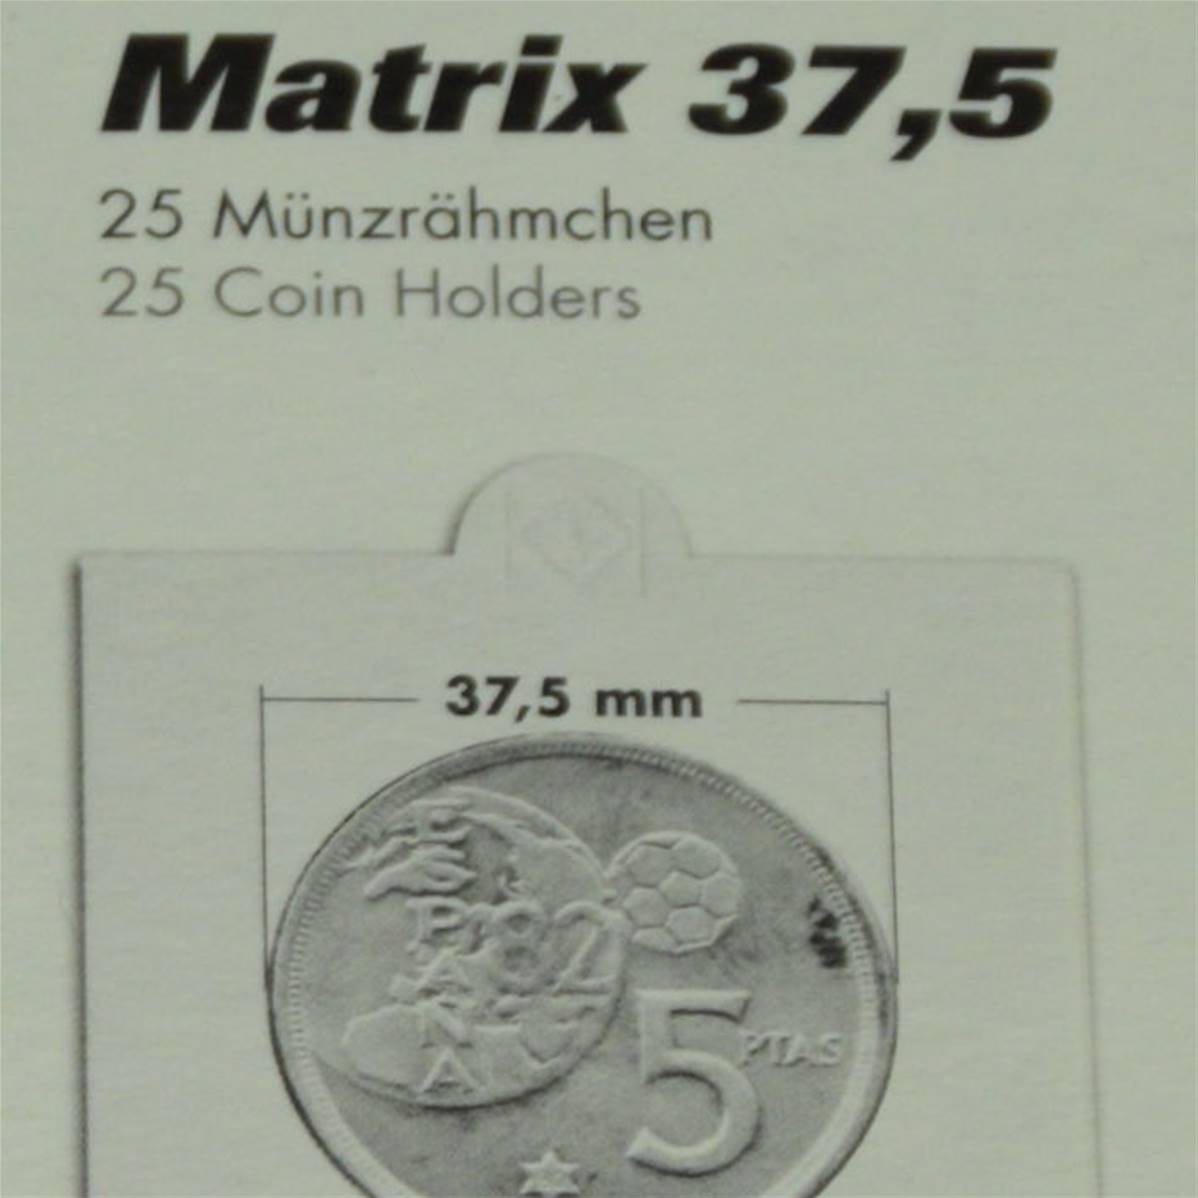 Matrix 37,5
25 Münzrähmchen
25 Coin Holders
37,5 mm
ESPAÑA
82
5
PTAS